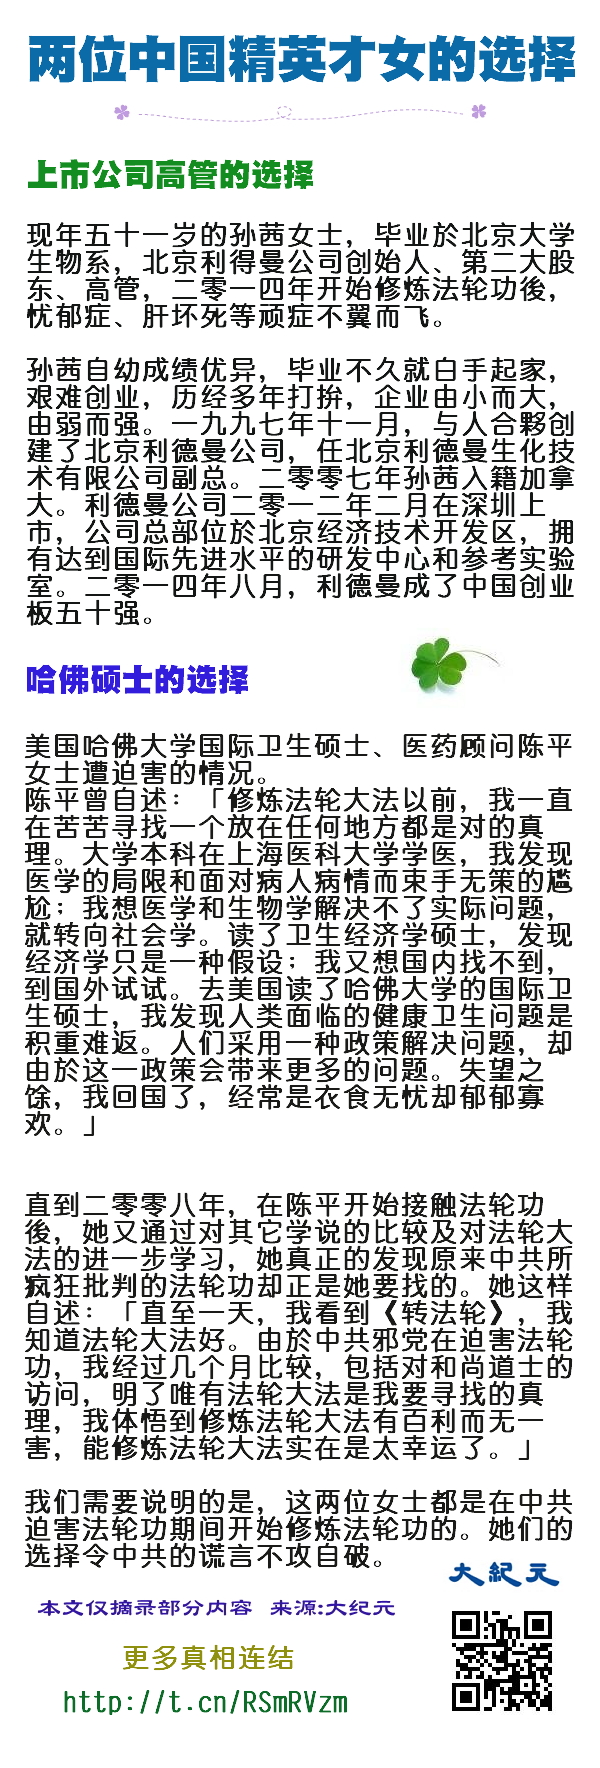 两位中国精英才女的选择
上市公司高管的选择
现年五十一岁的孙茜女士，毕业於北京大学
生物系，北京利得曼公司创始人、第二大股
东、高管，二零一四年开始修炼法轮功後，
忧郁症、肝坏死等顽症不翼而飞。
孙茜自幼成绩优异，毕业不久就白手起家，
艰难创业，历经多年打拚，企业由小而大，
由弱而强。一九九七年十一月，与人合夥创
建了北京利德曼公司，任北京利德曼生化技
术有限公司副总。二零零七年孙茜入籍加拿
大。利德曼公司二零一二年二月在深圳上
市，公司总部位於北京经济技术开发区，拥
有达到国际先进水平的研发中心和参考实验
室。二零一四年八月，利德曼成了中国创业
板五十强。
哈佛硕士的选择
美国哈佛大学国际卫生硕士、医药顾问陈平
女士遭迫害的情况。
陈平曾自述：「修炼法轮大法以前，我一直
在苦苦寻找一个放在任何地方都是对的真
理。大学本科在上海医科大学学医，我发现
医学的局限和面对病人病情而束手无策的尴
尬；我想医学和生物学解决不了实际问题，
就转向社会学。读了卫生经济学硕士，发现
经济学只是一种假设；我又想国内找不到，
到国外试试。去美国读了哈佛大学的国际卫
生硕士，我发现人类面临的健康卫生问题是
积重难返。人们采用一种政策解决问题，却
由於这一政策会带来更多的问题。失望之
馀，我回国了，经常是衣食无忧却郁郁寡
欢。」
直到二零零八年，在陈平开始接触法轮功
後，她又通过对其它学说的比较及对法轮大
法的进一步学习，她真正的发现原来中共所
疯狂批判的法轮功却正是她要找的。她这样
自述：「直至一天，我看到《转法轮》，我
知道法轮大法好。由於中共邪党在迫害法轮
功，我经过几个月比较，包括对和尚道士的
访问，明了唯有法轮大法是我要寻找的真
理，我体悟到修炼法轮大法有百利而无一
害，能修炼法轮大法实在是太幸运了。」
我们需要说明的是，这两位女士都是在中共
迫害法轮功期间开始修炼法轮功的。她们的
选择令中共的谎言不攻自破。
大紀元
本文仅摘录部分内容 来源:大纪元
更多真相连结
http://t.cn/RSmRVzm